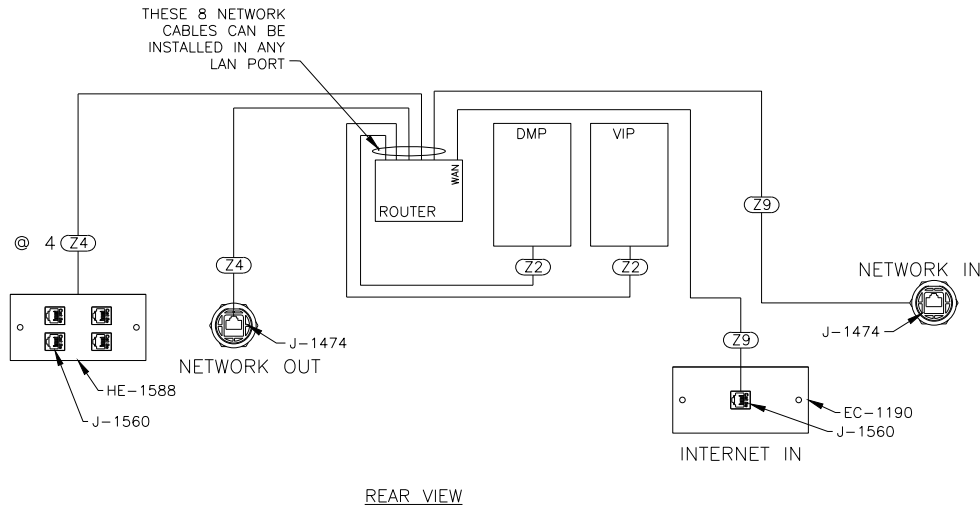 THESE 8 NETWORK
CABLES CAN BE
INSTALLED IN ANY
LAN PORT
DMP
VIP
WAN
ROUTER
Z9
@ 4 Z4
Z4
Z2
Z2
NETWORK IN
J-1474
J-1474
NETWORK OUT
Z9
HE-1588
J-1560
EC-1190
J-1560
INTERNET IN
REAR VIEW